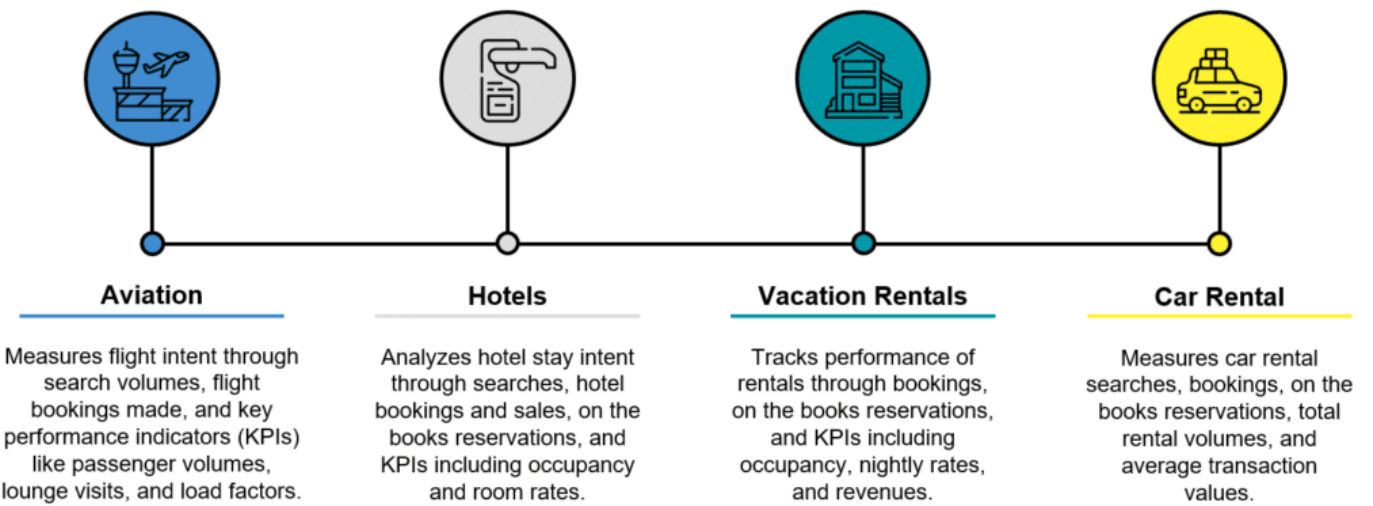 Aviation
Measures flight intent through
search volumes, flight
bookings made, and key
performance indicators (KPIs)
like passenger volumes,
lounge visits, and load factors.
Hotels
Analyzes hotel stay intent
through searches, hotel
bookings and sales, on the
books reservations, and
KPIs including occupancy
and room rates.
Vacation Rentals
Tracks performance of
rentals through bookings,
on the books reservations,
and KPIs including
occupancy, nightly rates,
and revenues.
Car Rental
Measures car rental
searches, bookings, on the
books reservations, total
rental volumes, and
average transaction
values.